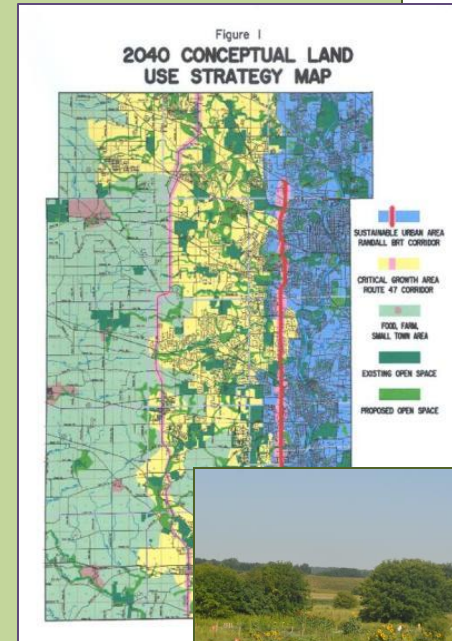 Figure 1
2040 CONCEPTUAL LAND
USE STRATEGY MAP
SUSTAINABLE URBAN AREA
RANDALL BRT CORRIDOR
CRITICAL GROWTH AREA
ROUTE 47 CORRIDOR
FOOD, FARM,
SMALL TOWN AREA
EXISTING OPEN SPACE
PROPOSED OPEN SPACE